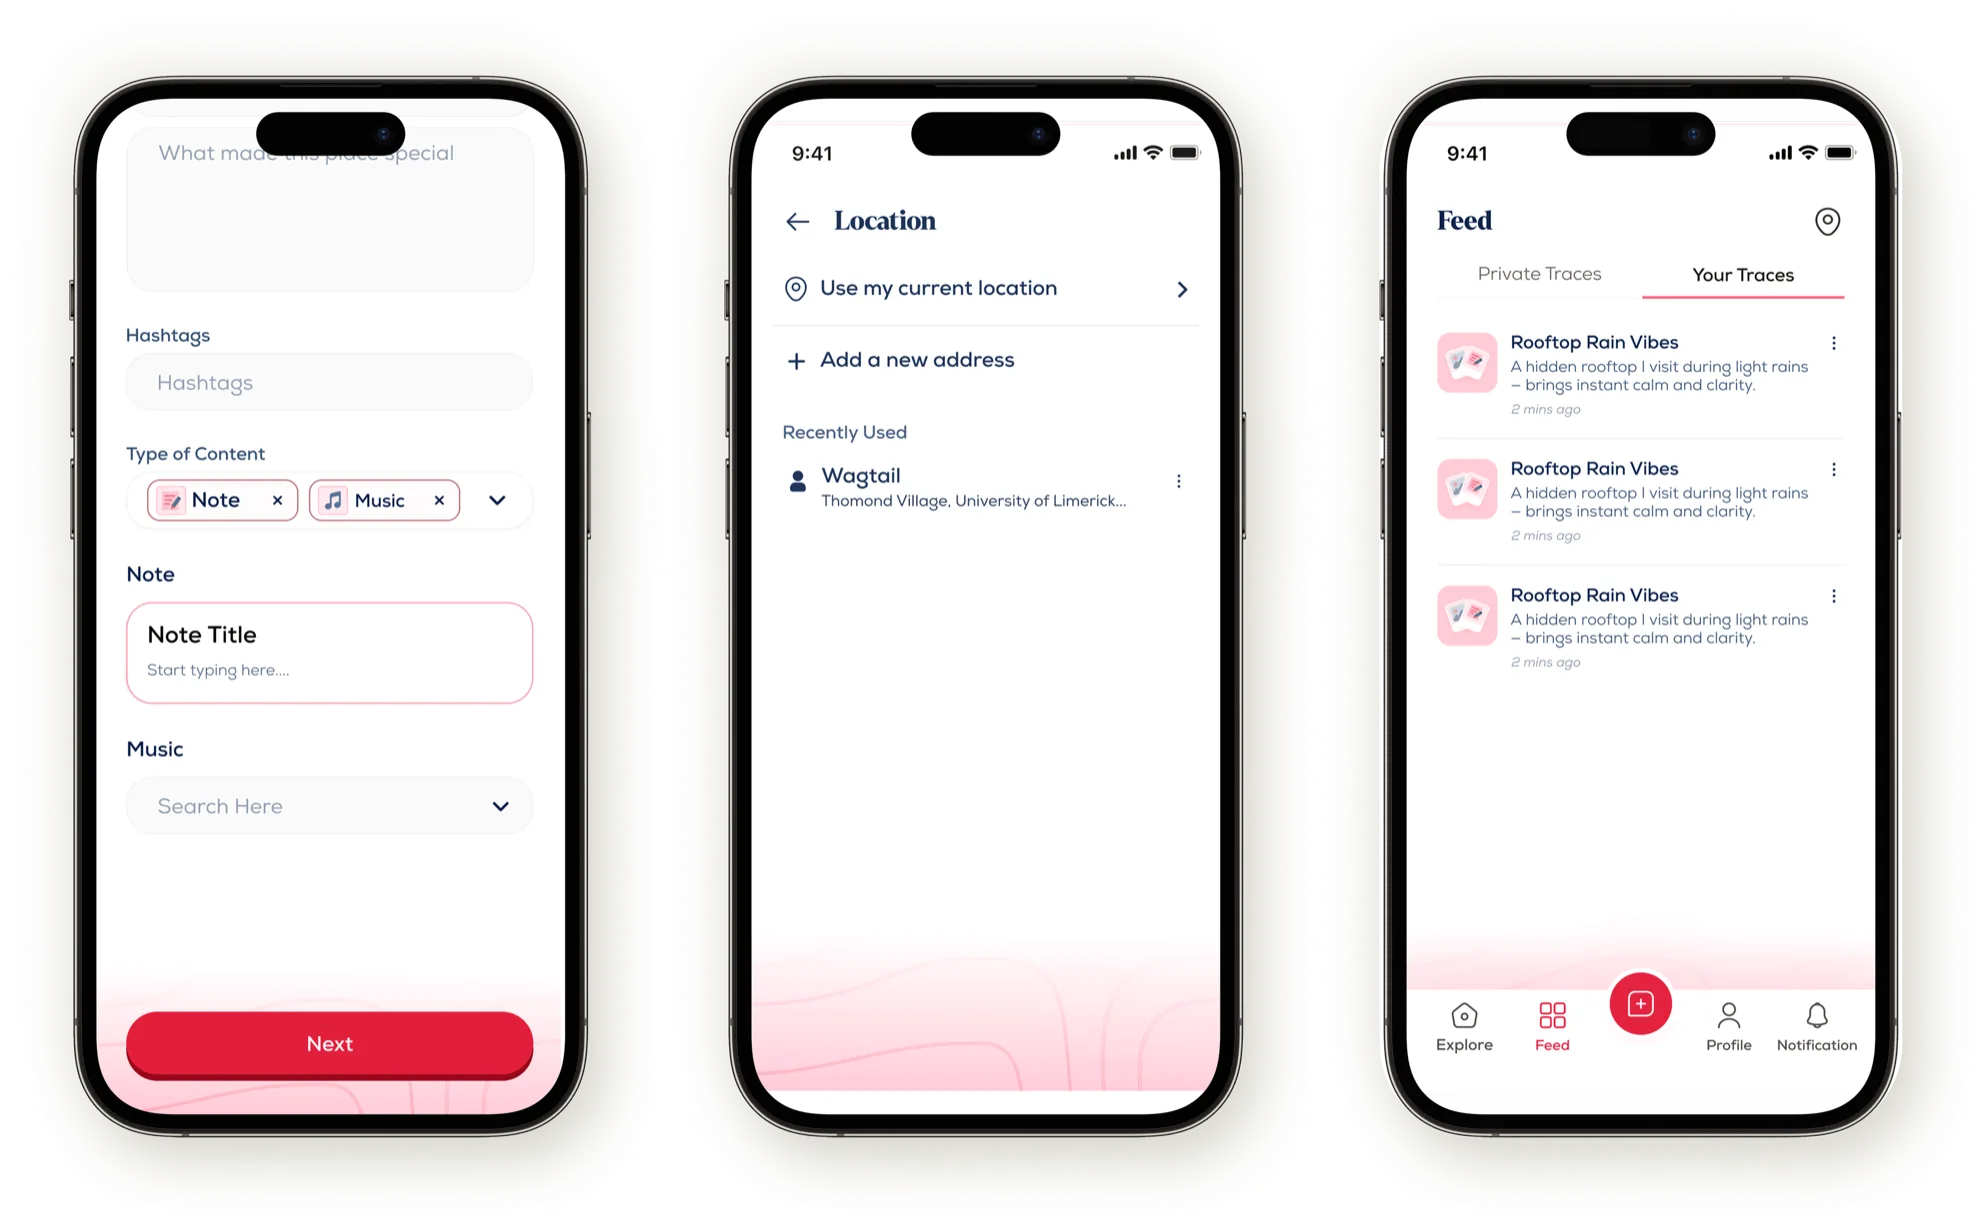 What made this place special
Hashtags
Hashtags
Type of Content
Note × Music ×
Note
Note Title
Start typing here....
Music
Search Here
Next
9:41
Location
Use my current location
Add a new address
Recently Used
Wagtail
Thomond Village, University of Limerick...
9:41
Feed
Private Traces Your Traces
Rooftop Rain Vibes
A hidden rooftop I visit during light rains
– brings instant calm and clarity.
2 mins ago
Rooftop Rain Vibes
A hidden rooftop I visit during light rains
– brings instant calm and clarity.
2 mins ago
Rooftop Rain Vibes
A hidden rooftop I visit during light rains
– brings instant calm and clarity.
2 mins ago
Explore Feed Profile Notification